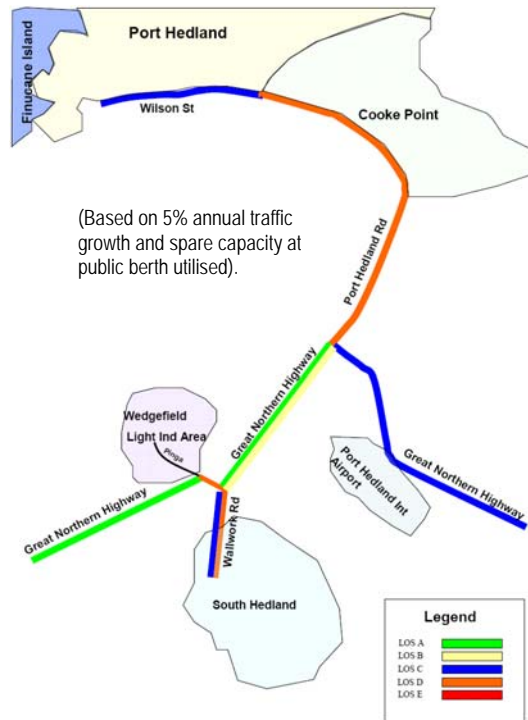 Port Hedland
Finucane Island
Wilson St
Cooke Point
(Based on 5% annual traffic
growth and spare capacity at
public berth utilised).
Port Hedland Rd
Great Northern Highway
Wedgefield
Light Ind Area
Pinga
Port Hedland Int
Airport
Great Northern Highway
Great Northern Highway
Wallwork Rd
South Hedland
Legend
LOS A
LOS B
LOS C
LOS D
LOS E